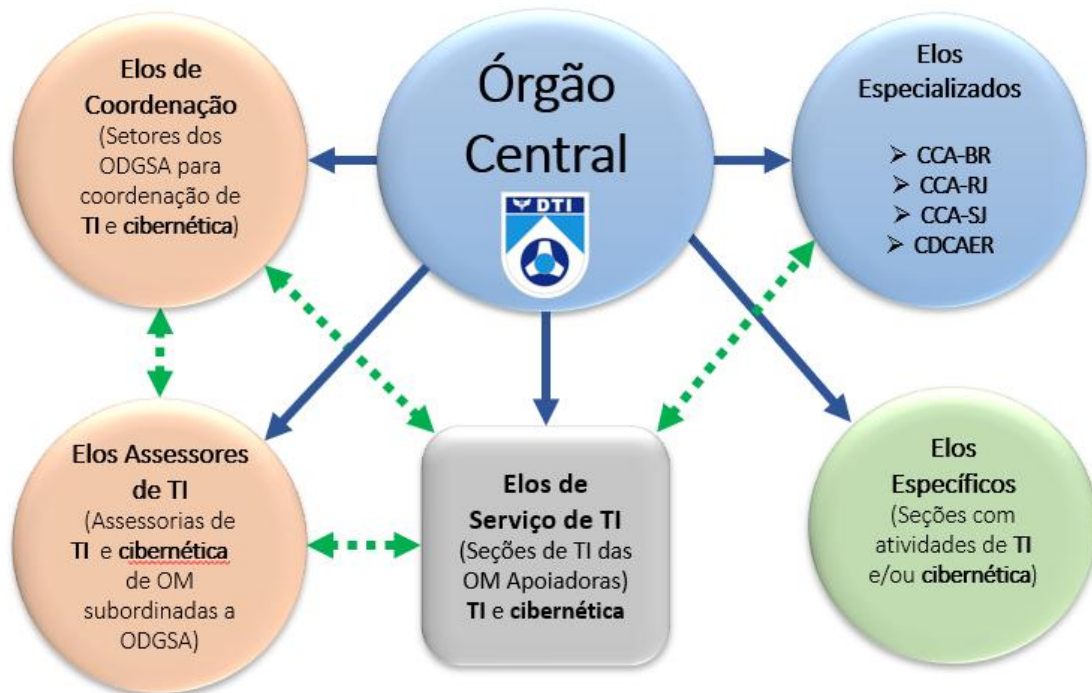 Elos de
Coordenação
(Setores dos
ODGSA para
coordenação de
TI e cibernética)
Órgão
Central
DTI
Elos
Especializados
➢ CCA-BR
➢ CCA-RJ
➢ CCA-SJ
➢ CDCAER
Elos Assessores
de TI
(Assessorias de
TI e cibernética
de OM
subordinadas a
ODGSA)
Elos de
Serviço de TI
(Seções de TI das
OM Apoiadoras)
TI e cibernética
Elos
Específicos
(Seções com
atividades de TI
e/ou cibernética)